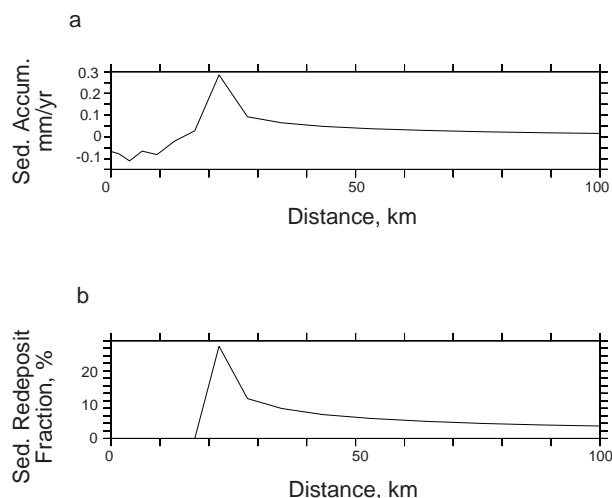 a
Sed. Accum.
mm/yr
0.3
0.2
0.1
0
-0.1
0
50
100
Distance, km
b
Sed. Redeposit
Fraction, %
20
10
0
0
50
100
Distance, km